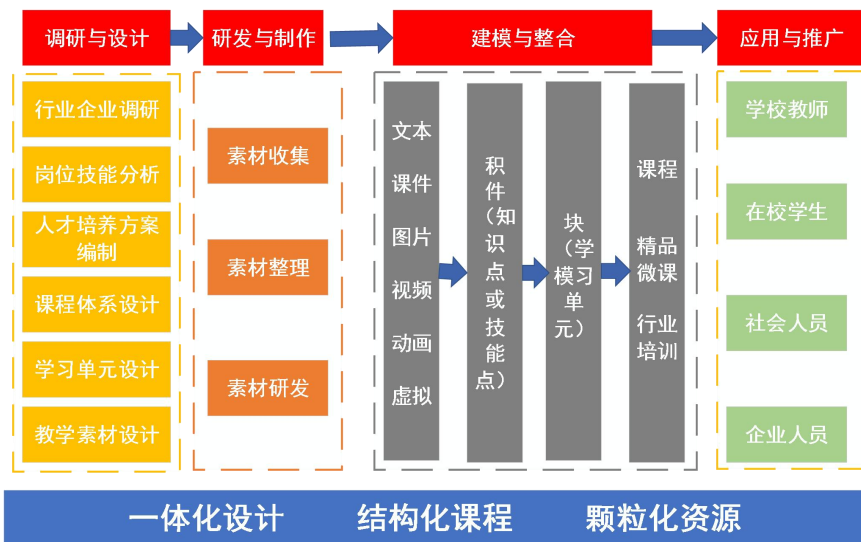 调研与设计
研发与制作
建模与整合
应用与推广
行业企业调研
岗位技能分析
人才培养方案
编制
课程体系设计
学习单元设计
教学素材设计
素材收集
素材整理
素材研发
文本
课件
图片
视频
动画
虚拟
积
件（知
识
点
或
技
能
点）
块
（学
模习
单
元）
课程
精品
微课
行业
培训
学校教师
在校学生
社会人员
企业人员
一体化设计 结构化课程 颗粒化资源